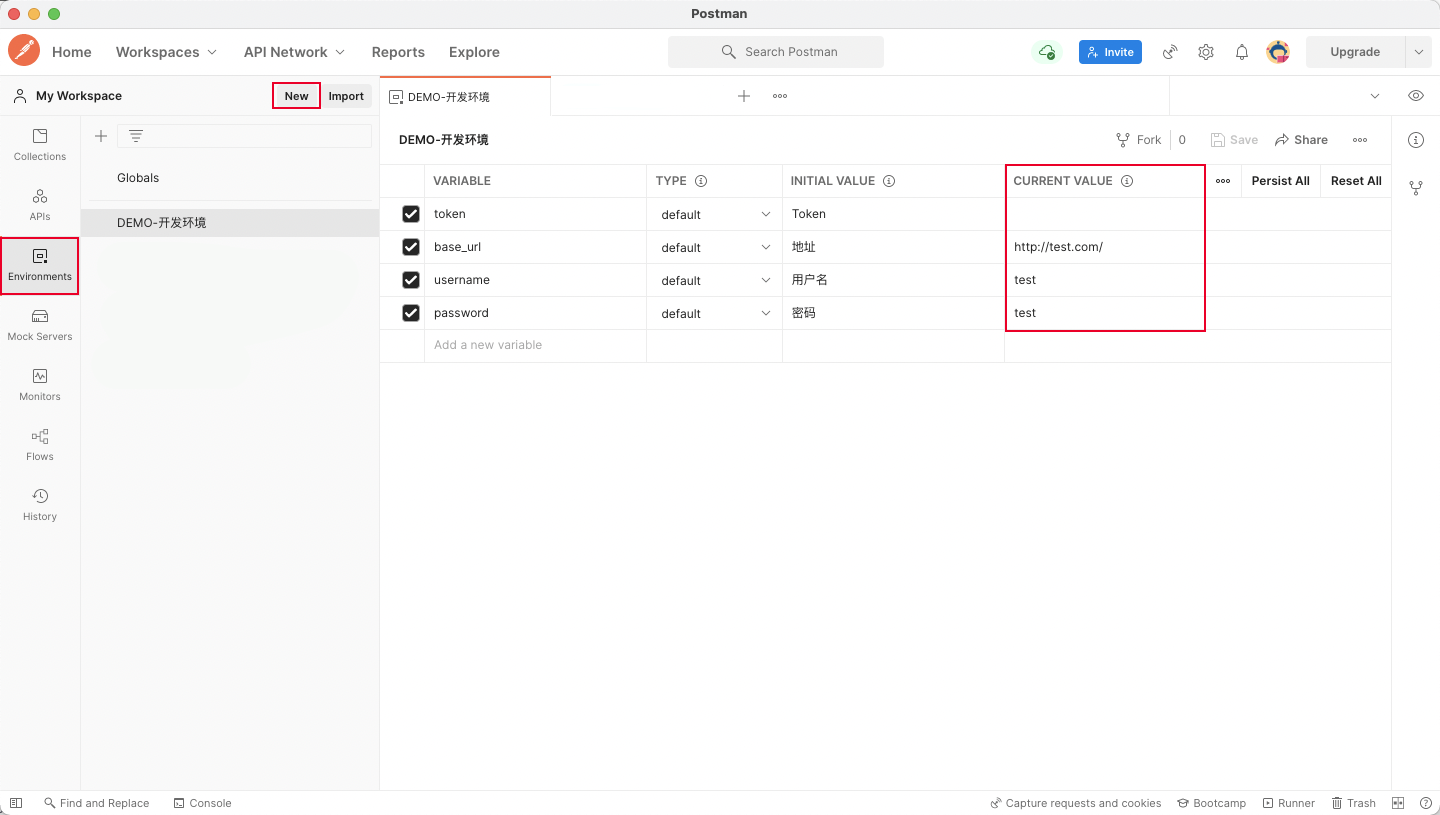 Postman
Home Workspaces API Network Reports Explore Search Postman Invite Upgrade
My Workspace New Import DEMO-开发环境
DEMO-开发环境 Fork 0 Save Share
Collections
Globals
VARIABLE TYPE INITIAL VALUE CURRENT VALUE Persist All Reset All
APIs
DEMO-开发环境
token default Token
base_url default 地址 http://test.com/
Environments
username default 用户名 test
password default 密码 test
Mock Servers
Add a new variable
Monitors
Flows
History
Find and Replace Console Capture requests and cookies Bootcamp Runner Trash